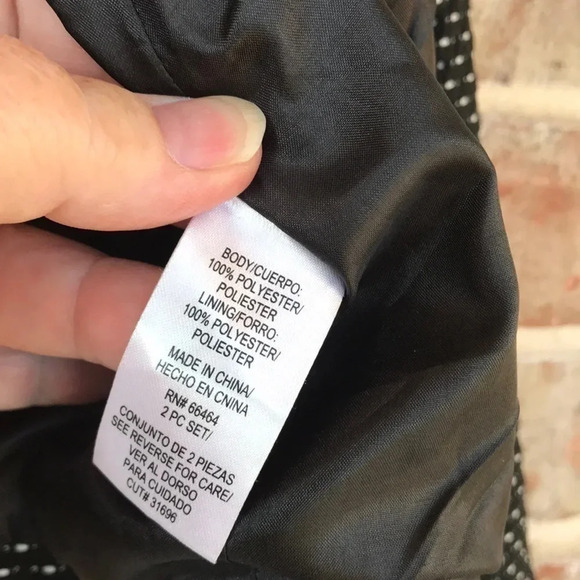 BODY/CUERPO:
100% POLYESTER/
POLIESTER
LINING/FORRO:
100% POLYESTER/
POLIESTER
MADE IN CHINA/
HECHO EN CNINA
RN# 66464
2 PC SET/
CONJUNTO DE 2 PIEZAS
SEE REVERSE FOR CARE/
VER AL DORSO
PARA CUIDADO
CUT# 31696